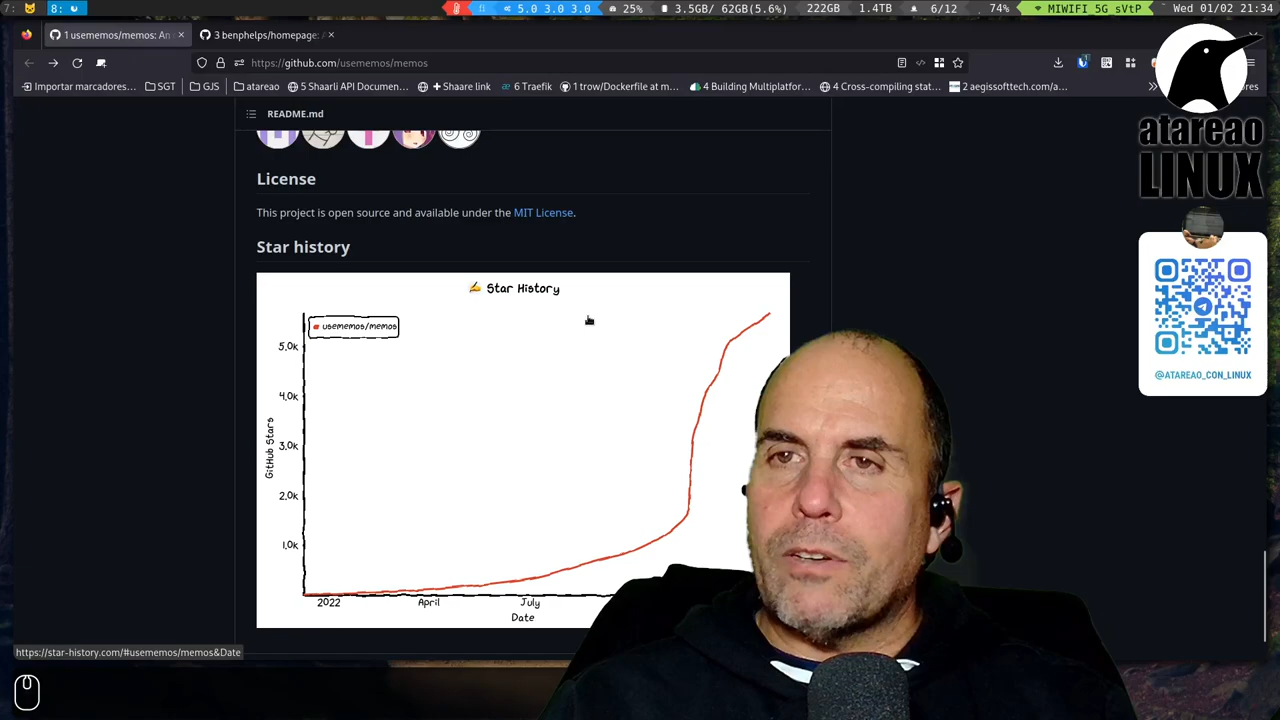 7:
8:
5.0 3.0 3.0
25%
3.5GB/ 62GB(5.6%)
222GB
1.4TB
6/12
74%
MIWIFI 5G sVtP
Wed 01/02
21:34
1 usememos/memos: An
3 benphelps/homepage: A
https://github.com/usememos/memos
Importar marcadores...
SGT
GJS
atareao
5 Shaarli API Documen...
Shaare link
6 Traefik
1 trow/Dockerfile at m...
4 Building Multiplatfor...
4 Cross-compiling stat...
2 aegissofttech.com/a...
ores
README.md
License
This project is open source and available under the MIT License.
Star history
Star History
usememos/memos
5.0k
4.0k
3.0k
2.0k
1.0k
GitHub Stars
2022
April
July
Date
https://star-history.com/#usememos/memos&Date
atareao
LINUX
@ATAREAO_CON_LINUX